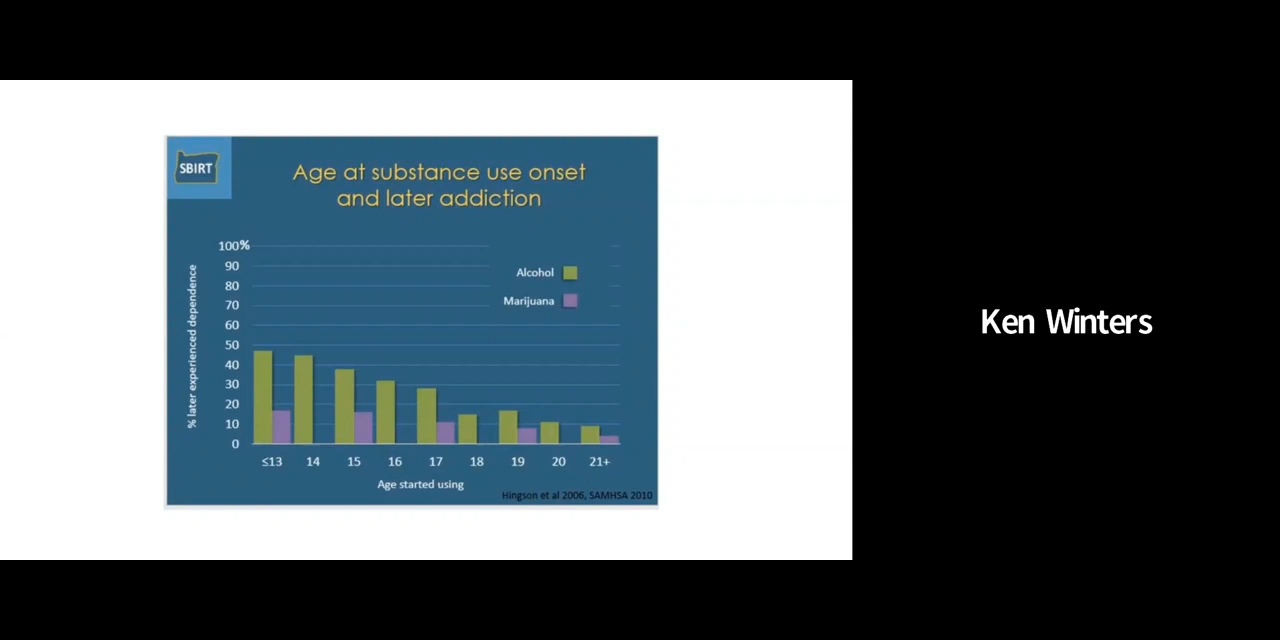 SBIRT
Age at substance use onset
and later addiction
100%
90
80
70
60
50
40
30
20
10
0
% later experienced dependence
Alcohol
Marijuana
≤13 14 15 16 17 18 19 20 21+
Age started using
Hingson et al 2006, SAMHSA 2010
Ken Winters